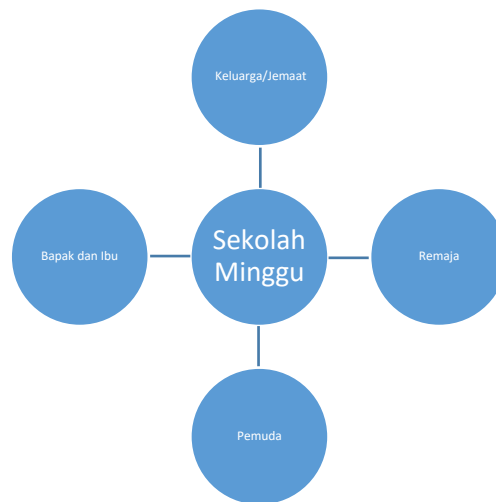 Keluarga/Jemaat
Bapak dan Ibu
Sekolah
Minggu
Remaja
Pemuda